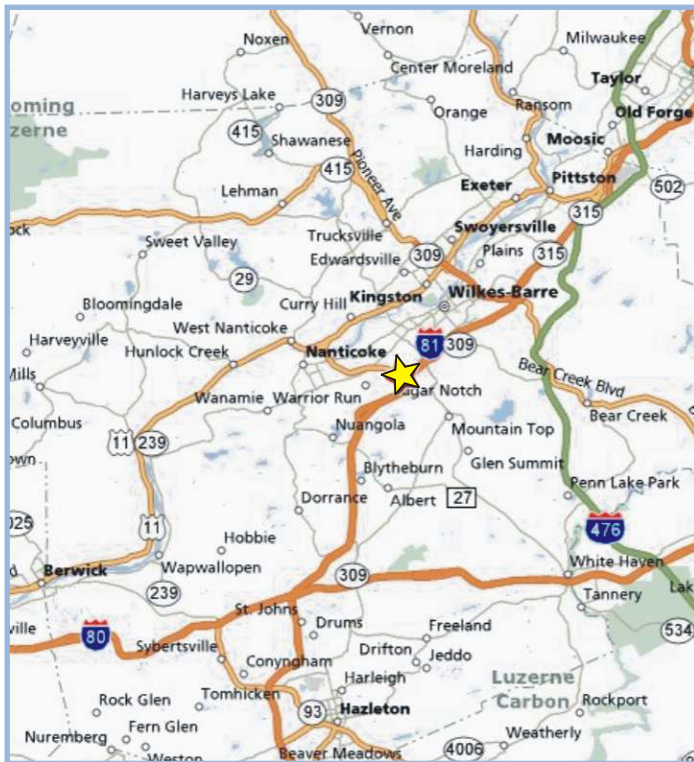 Vernon
Noxen
Milwaukee
Center Moreland
Taylor
Harveys Lake
309
Orange
Ransom
Old Forge
oming
zerne
415
Moosic
Shawanese
Harding
415
Pioneer Ave
Pittston
Exeter
502
Lehman
315
ock
Trucksville
Swoyersville
Sweet Valley
309
Plains
315
Edwardsville
29
Kingston
Wilkes-Barre
Bloomingdale
Curry Hill
West Nanticoke
81
309
Harveyville
Nanticoke
Hunlock Creek
Bear Creek Blvd
Mills
Wanamie
Warrior Run
Sugar Notch
Bear Creek
Columbus
Mountain Top
11
239
Nuangola
own
Glen Summit
Blytheburn
Penn Lake Park
Dorrance
Albert
27
025
11
476
Hobbie
Wapwallopen
White Haven
Berwick
309
239
Tannery
Lak
St. Johns
ville
Drums
Freeland
534
80
Sybertsville
Drifton
Conyngham
Jeddo
Harleigh
Luzerne
Carbon
Tomhicken
Rock Glen
93
Hazleton
Rockport
Fern Glen
Nuremberg
Weatherly
Weston
Beaver Meadows
4006